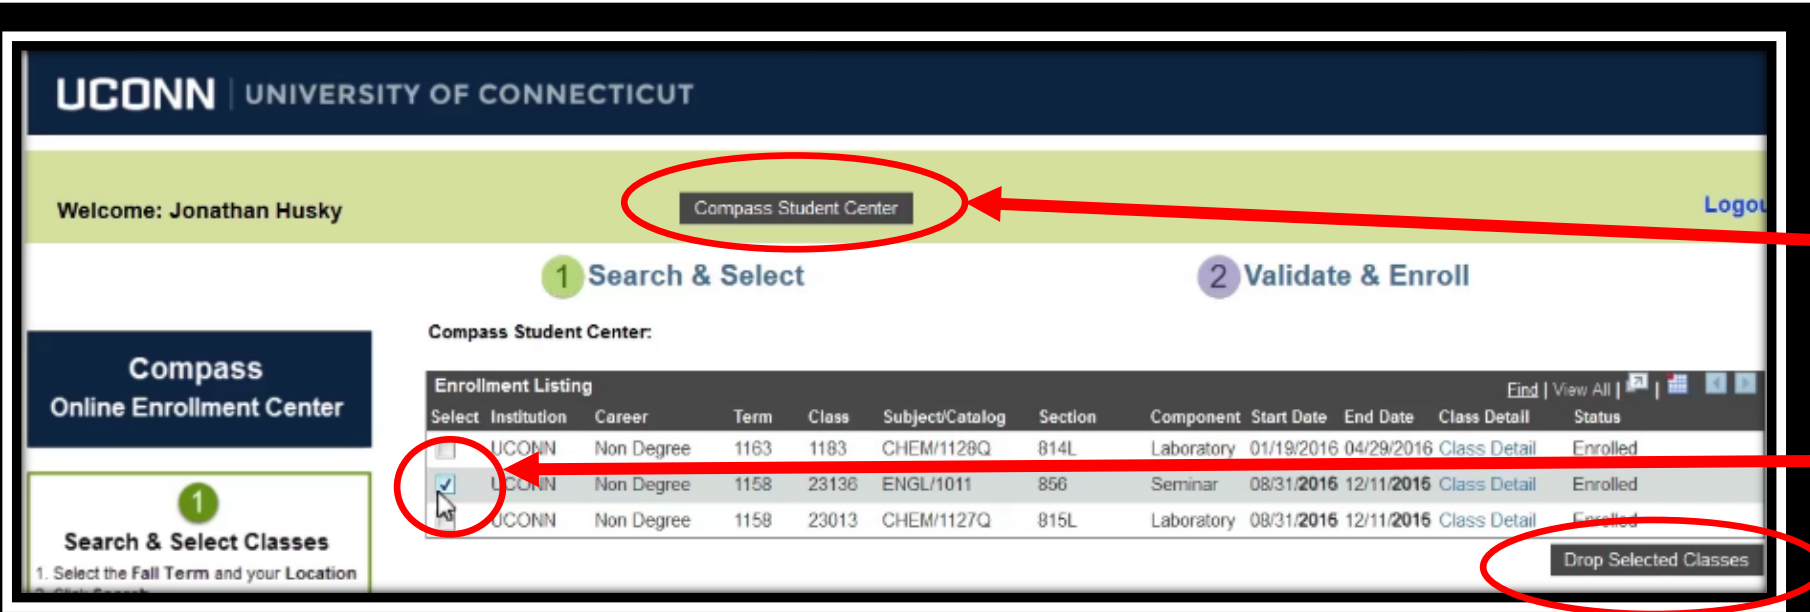 UCONN | UNIVERSITY OF CONNECTICUT
Welcome: Jonathan Husky
Compass Student Center
Logou
1 Search & Select
2 Validate & Enroll
Compass Student Center:
Compass
Online Enrollment Center
Enrollment Listing
Find | View All |
Select Institution Career Term Class Subject/Catalog Section Component Start Date End Date Class Detail Status
UCONN Non Degree 1163 1183 CHEM/1128Q 814L Laboratory 01/19/2016 04/29/2016 Class Detail Enrolled
UCONN Non Degree 1158 23136 ENGL/1011 856 Seminar 08/31/2016 12/11/2016 Class Detail Enrolled
UCONN Non Degree 1158 23013 CHEM/1127Q 815L Laboratory 08/31/2016 12/11/2016 Class Detail Enrolled
Drop Selected Classes
1
Search & Select Classes
1. Select the Fall Term and your Location